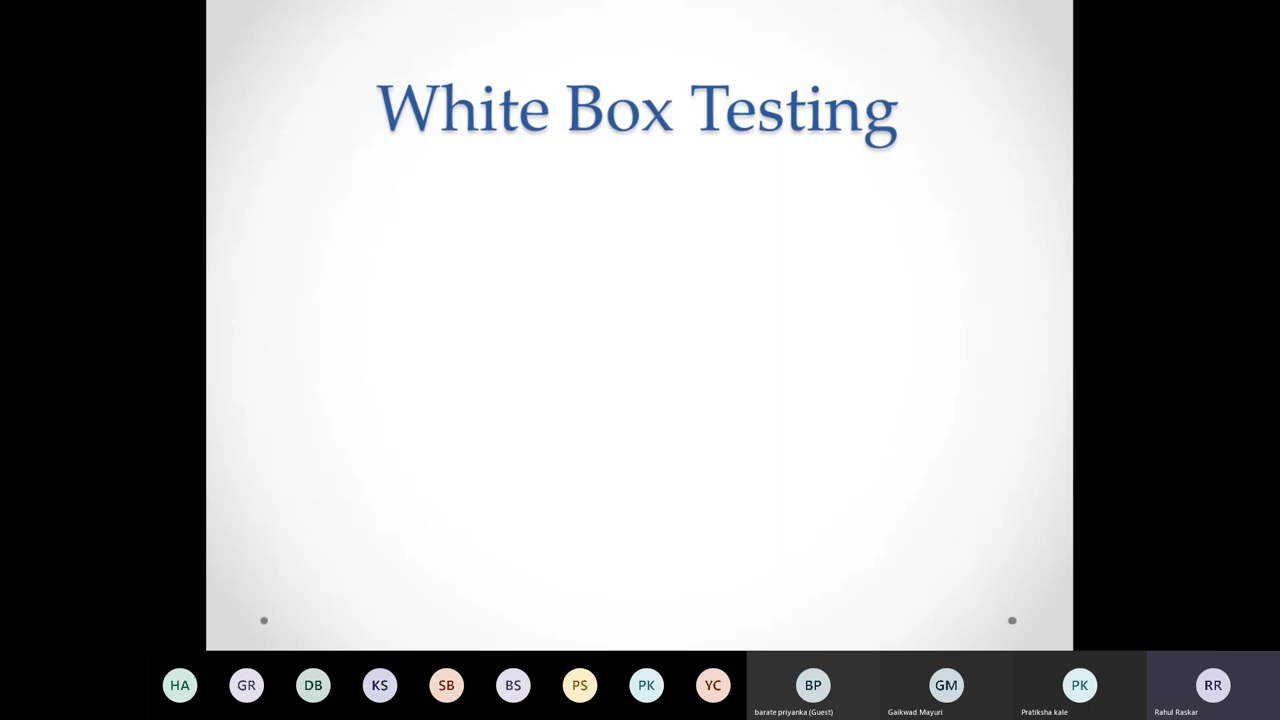 White Box Testing
HA GR DB KS SB BS PS PK YC BP GM PK RR
barate priyanka (Guest) Gaikwad Mayuri Pratiksha kale Rahul Raskar